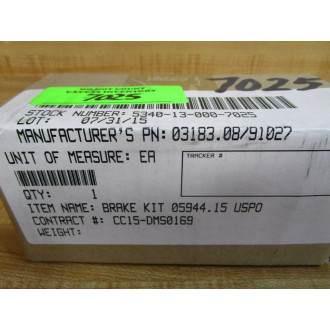 7025
7025
STOCK NUMBER: 5340-13-000-7025
LOT: 07/31/15
MANUFACTURER'S PN: 03183.08/91027
UNIT OF MEASURE: EA
TRACKER #
QTY: 1
ITEM NAME: BRAKE KIT 05944.15 USPO
CONTRACT #: CC15-DMS0169
WEIGHT: